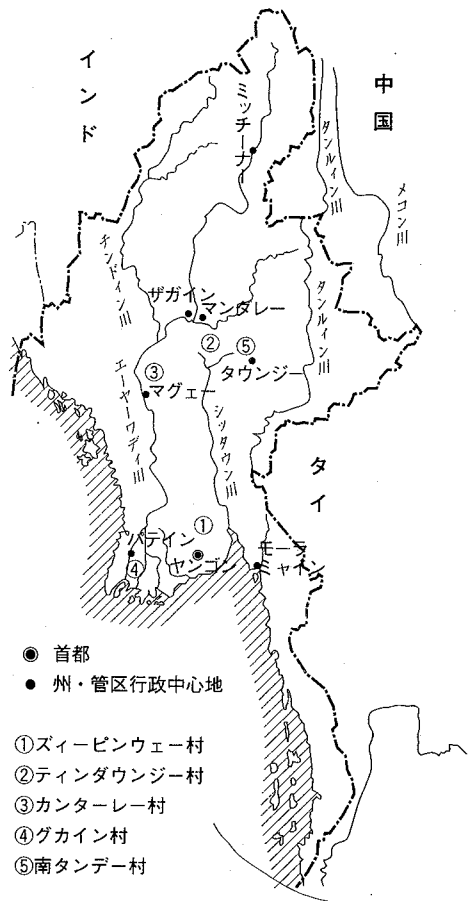 インド
中国
ミッチーナー
タンルィン川
メコン川
チンドィン川
ザガイン
マンダレー
タンルィン川
②
⑤
タウンジー
③
マグェー
エーヤーワディ川
シッタウン川
タイ
①
パテイン
ヤンゴン
モーラミャイン
④
◉ 首都
● 州・管区行政中心地
①ズィーピンウェー村
②ティンダウンジー村
③カンターレー村
④グカイン村
⑤南タンデー村